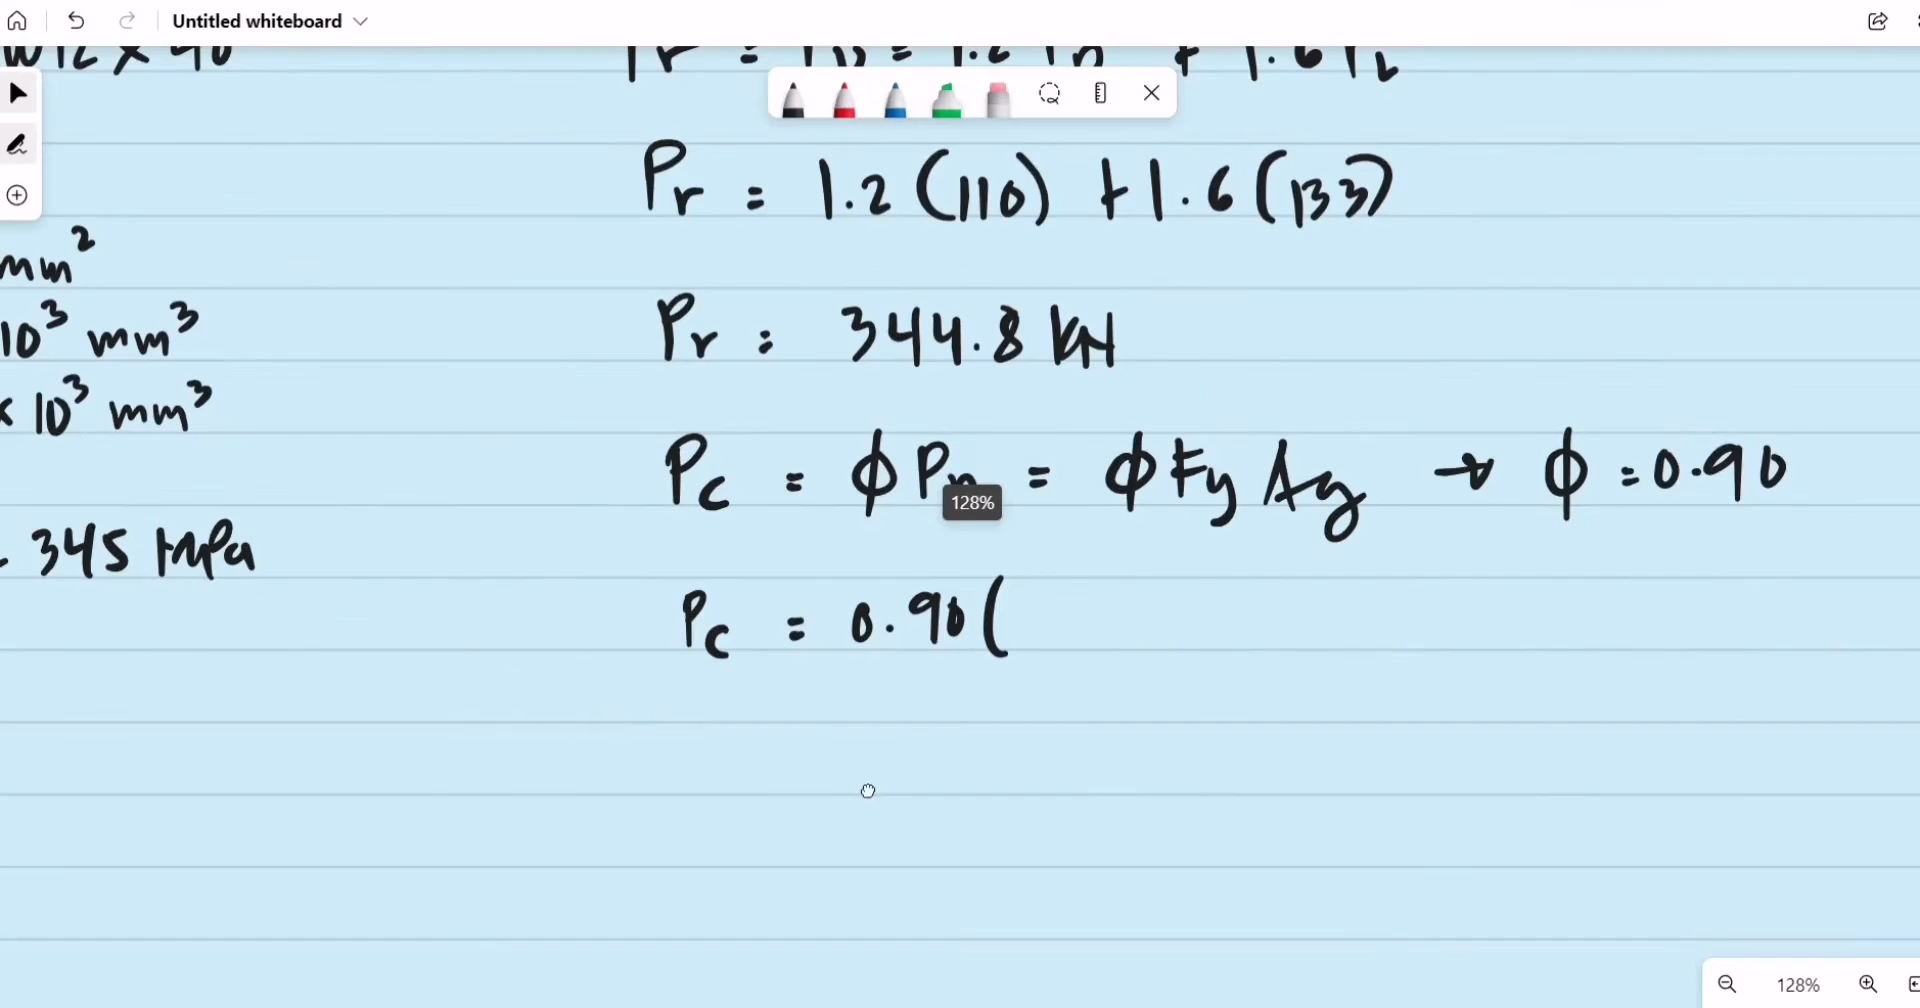 Untitled whiteboard
Pr = 1.2 (110) + 1.6 (133)
mm²
10³ mm³
Pr = 344.8 kN
x 10³ mm³
Pc = φ Pn = φ Fy Ag → φ = 0.90
128%
345 MPa
Pc = 0.90 (
128%